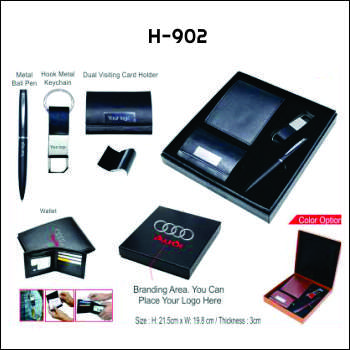 H-902
Metal
Ball Pen
Hook Metal
Keychain
Dual Visiting Card Holder
Your logo
Your logo
Wallet
Audi
Color Option
Branding Area. You Can
Place Your Logo Here
Size : H: 21.5cm x W: 19.8 cm / Thickness : 3cm